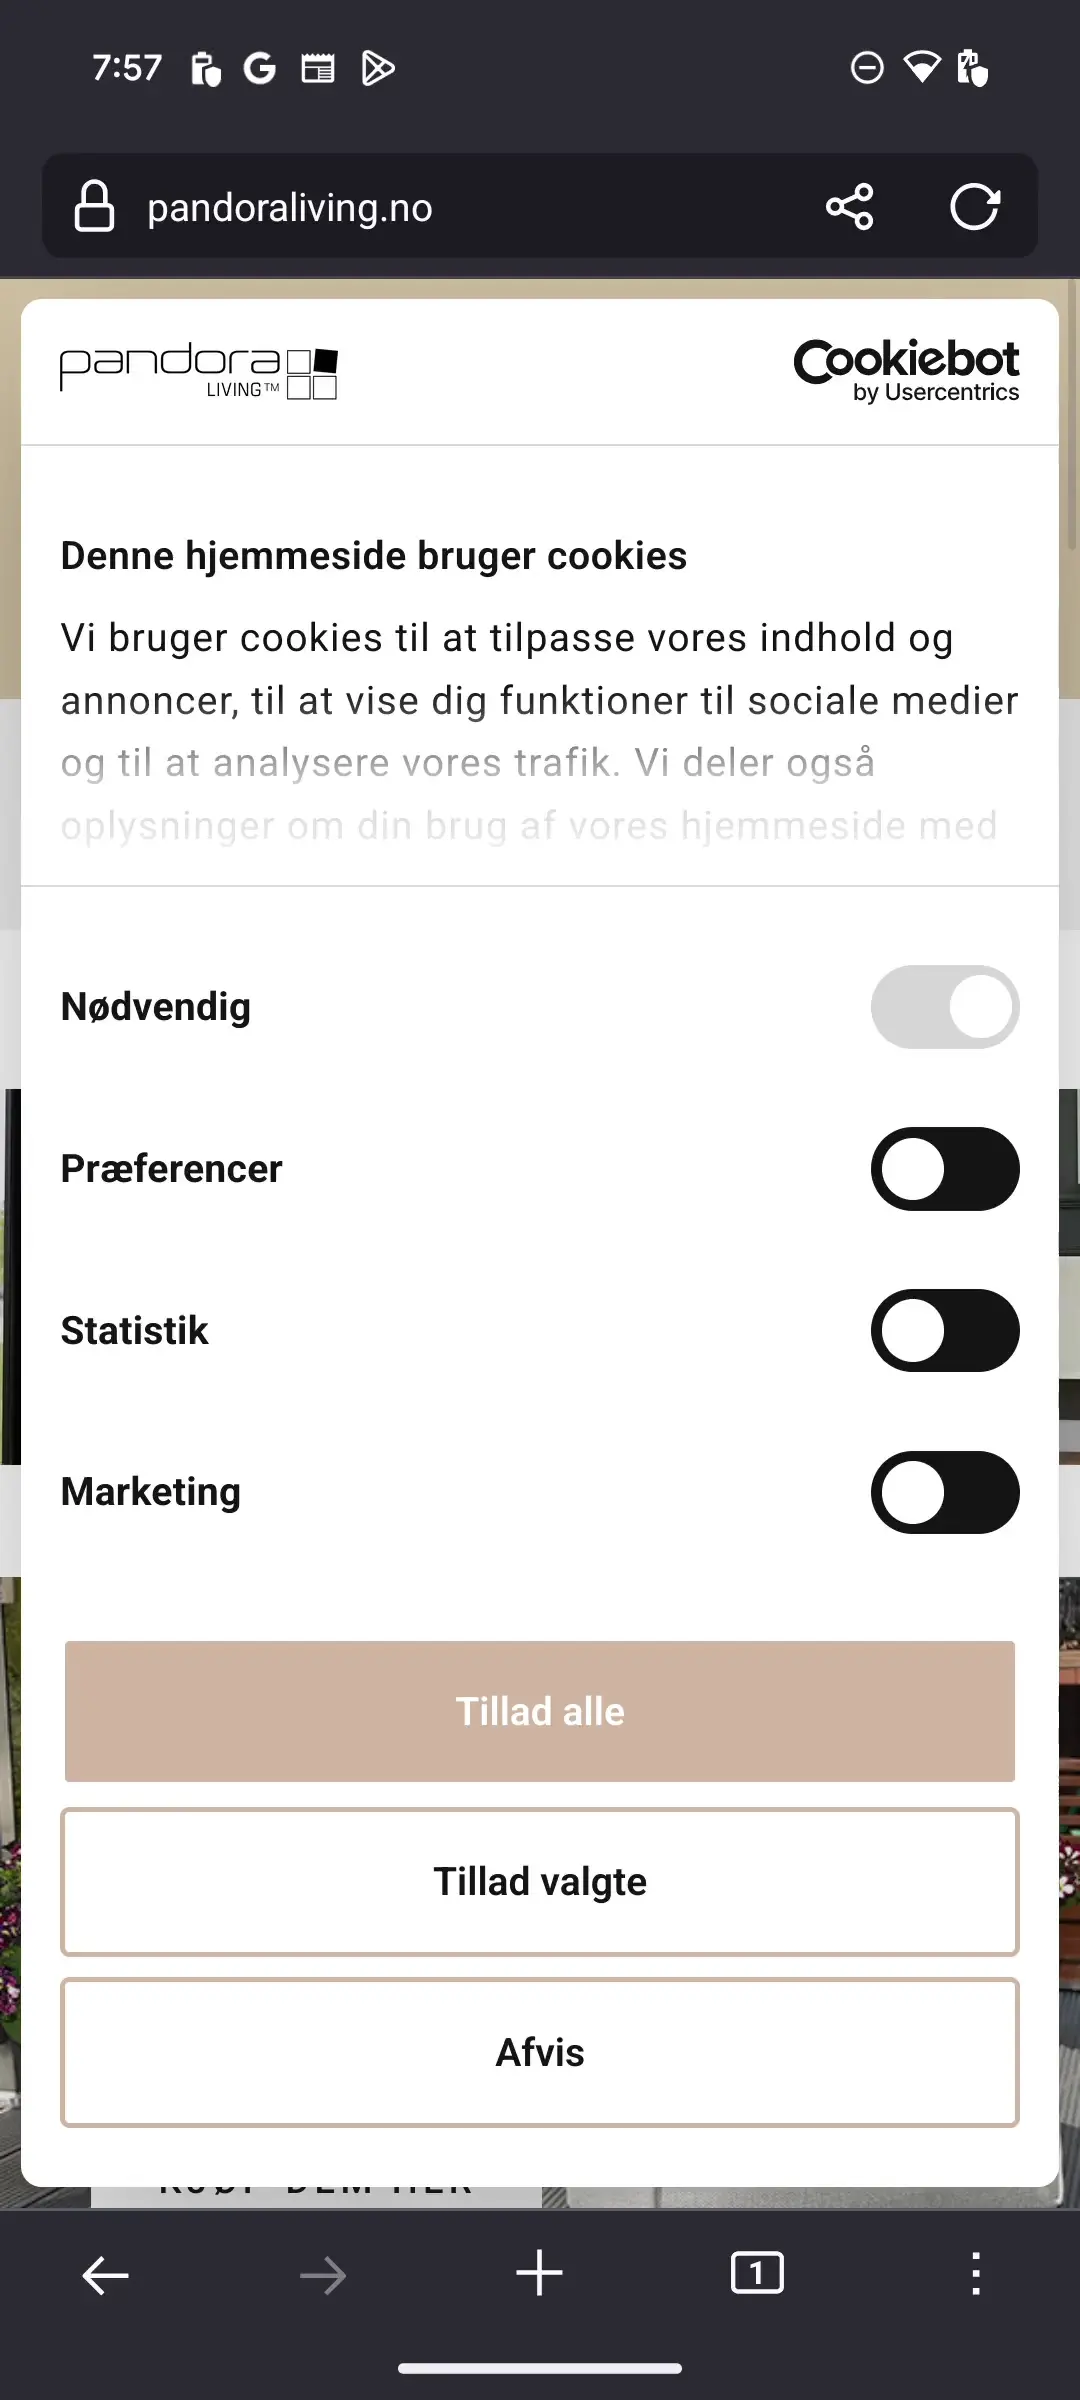 7:57
pandoraliving.no
pandora
LIVING™
Cookiebot
by Usercentrics
Denne hjemmeside bruger cookies
Vi bruger cookies til at tilpasse vores indhold og
annoncer, til at vise dig funktioner til sociale medier
og til at analysere vores trafik. Vi deler også
oplysninger om din brug af vores hjemmeside med
Nødvendig
Præferencer
Statistik
Marketing
Tillad alle
Tillad valgte
Afvis
KJØP DEM HER
1